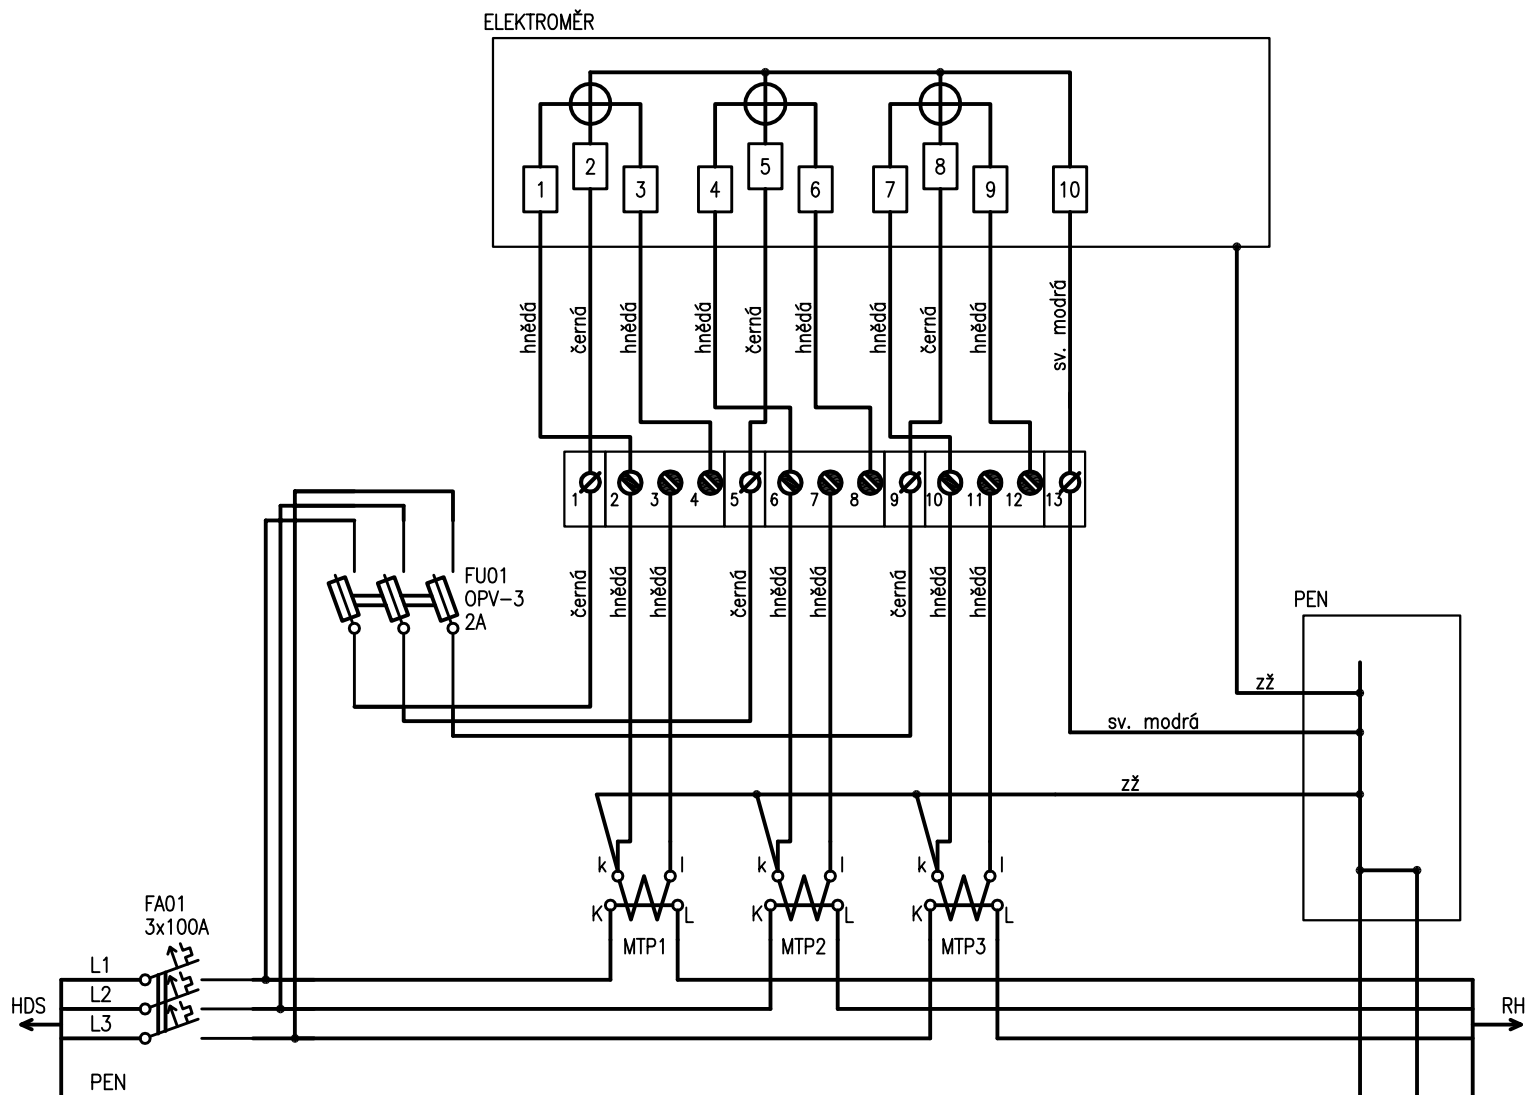 ELEKTROMĚR
1 2 3 4 5 6 7 8 9 10
hnědá černá hnědá hnědá černá hnědá hnědá černá hnědá sv. modrá
1 2 3 4 5 6 7 8 9 10 11 12 13
FU01
OPV-3
2A
černá hnědá hnědá černá hnědá hnědá černá hnědá hnědá
PEN
zž
sv. modrá
zž
k l k l k l
K L K L K L
MTP1 MTP2 MTP3
FA01
3x100A
L1
L2
HDS
RH
L3
PEN